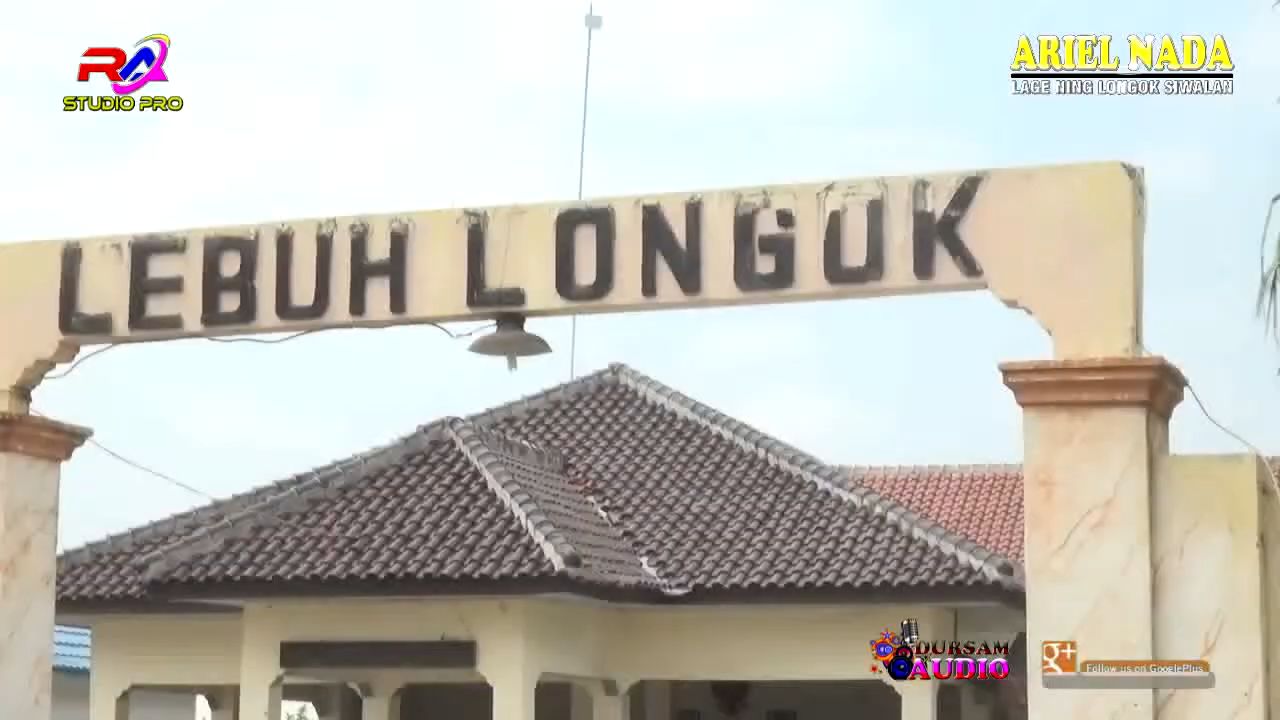 RA
STUDIO PRO
ARIEL NADA
LAGE NING LONGOK SIWALAN
LEBUH LONGOK
DURSAM
AUDIO
g+
Follow us on GooglePlus